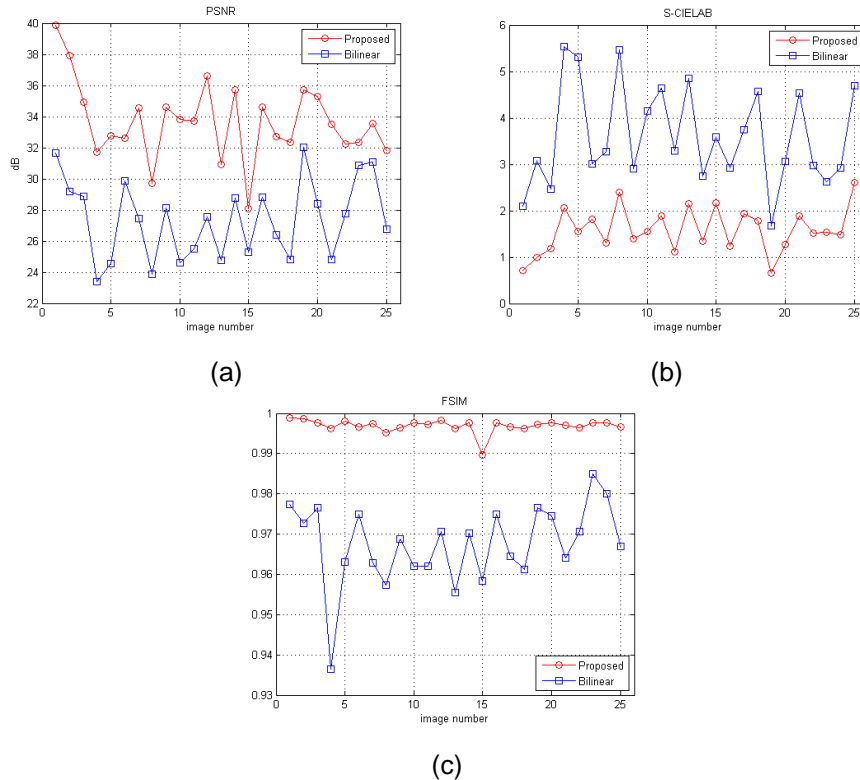 PSNR
40
38
36
34
32
30
28
26
24
22
dB
0
5
10
15
20
25
image number
Proposed
Bilinear
(a)
S-CIELAB
6
5
4
3
2
1
0
0
5
10
15
20
25
image number
Proposed
Bilinear
(b)
FSIM
1
0.99
0.98
0.97
0.96
0.95
0.94
0.93
0
5
10
15
20
25
image number
Proposed
Bilinear
(c)